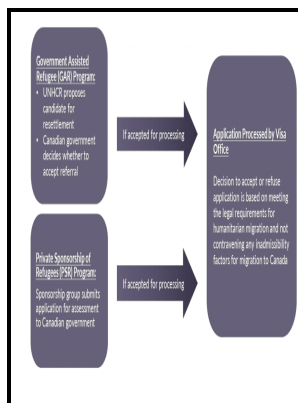 Government Assisted
Refugee (GAR) Program:
• UNHCR proposes
candidate for
resettlement
• Canadian government
decides whether to
accept referral
If accepted for processing
Application Processed by Visa
Office
Decision to accept or refuse
application is based on meeting
the legal requirements for
humanitarian migration and not
contravening any inadmissibility
factors for migration to Canada
Private Sponsorship of
Refugees (PSR) Program:
Sponsorship group submits
application for assessment
to Canadian government
If accepted for processing